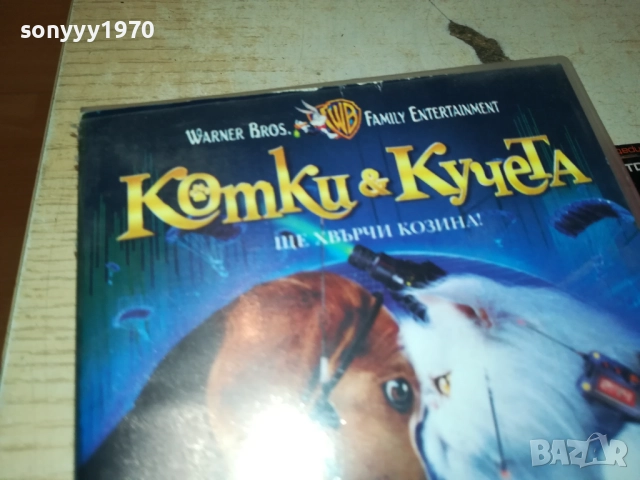 sonyyy1970
WARNER BROS. WB FAMILY ENTERTAINMENT
Котки & Кучета
ЩЕ ХВЪРЧИ КОЗИНА!
BAZAR